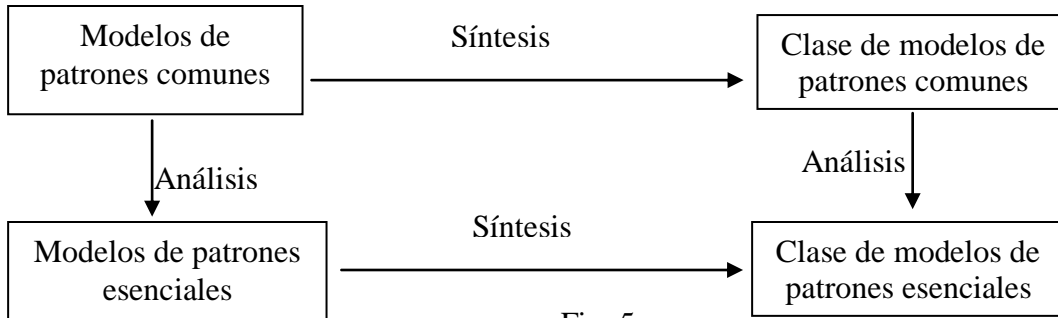 Modelos de
patrones comunes
Síntesis
Clase de modelos de
patrones comunes
Análisis
Análisis
Modelos de patrones
esenciales
Síntesis
Clase de modelos de
patrones esenciales